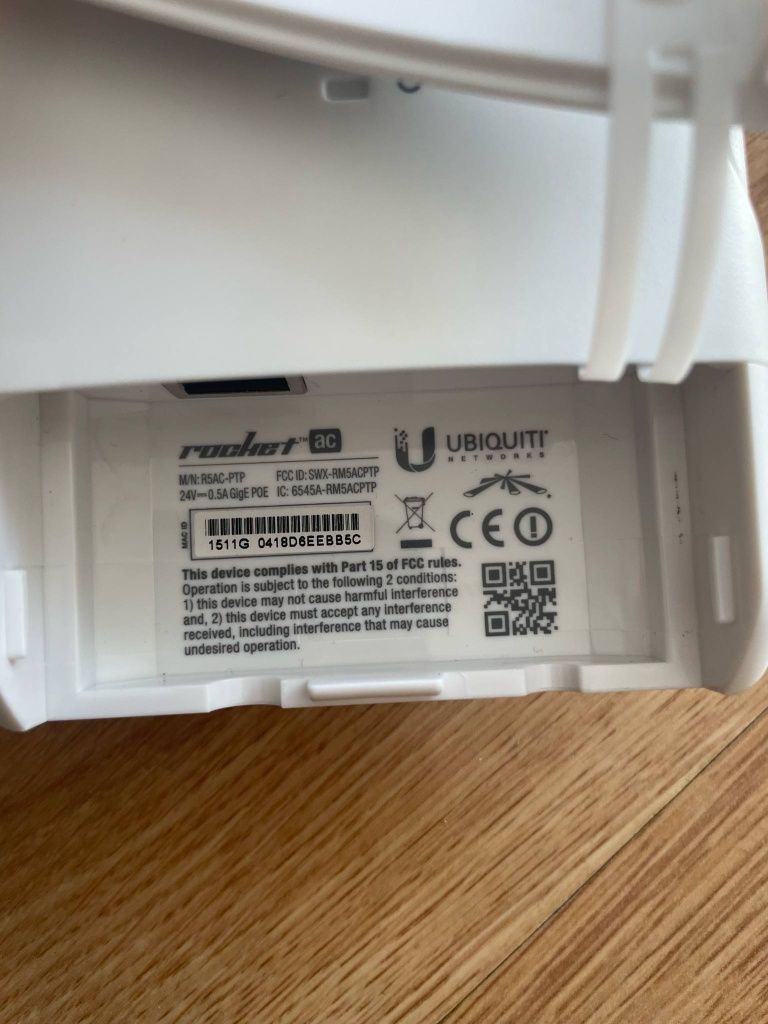 rocket™ ac
UBIQUITI
NETWORKS
M/N: R5AC-PTP FCC ID: SWX-RM5ACPTP
24V⎓0.5A GigE POE IC: 6545A-RM5ACPTP
MAC ID
1511G 0418D6EEBB5C
CE
This device complies with Part 15 of FCC rules.
Operation is subject to the following 2 conditions:
1) this device may not cause harmful interference
and, 2) this device must accept any interference
received, including interference that may cause
undesired operation.